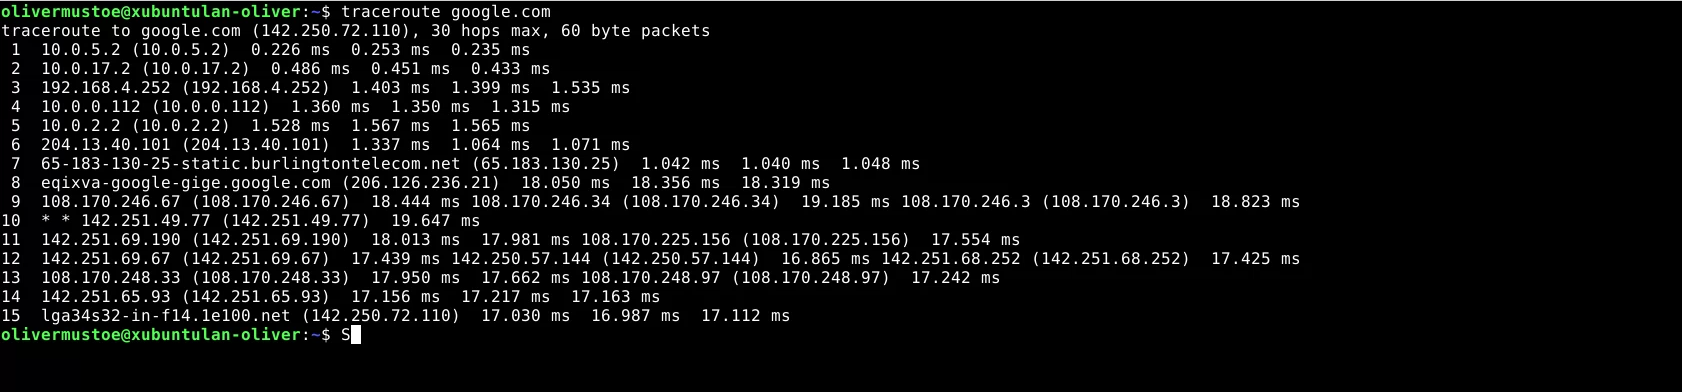 olivermustoe@xubuntulan-oliver:~$ traceroute google.com
traceroute to google.com (142.250.72.110), 30 hops max, 60 byte packets
 1  10.0.5.2 (10.0.5.2)  0.226 ms  0.253 ms  0.235 ms
 2  10.0.17.2 (10.0.17.2)  0.486 ms  0.451 ms  0.433 ms
 3  192.168.4.252 (192.168.4.252)  1.403 ms  1.399 ms  1.535 ms
 4  10.0.0.112 (10.0.0.112)  1.360 ms  1.350 ms  1.315 ms
 5  10.0.2.2 (10.0.2.2)  1.528 ms  1.567 ms  1.565 ms
 6  204.13.40.101 (204.13.40.101)  1.337 ms  1.064 ms  1.071 ms
 7  65-183-130-25-static.burlingtontelecom.net (65.183.130.25)  1.042 ms  1.040 ms  1.048 ms
 8  eqixva-google-gige.google.com (206.126.236.21)  18.050 ms  18.356 ms  18.319 ms
 9  108.170.246.67 (108.170.246.67)  18.444 ms 108.170.246.34 (108.170.246.34)  19.185 ms 108.170.246.3 (108.170.246.3)  18.823 ms
10  * * 142.251.49.77 (142.251.49.77)  19.647 ms
11  142.251.69.190 (142.251.69.190)  18.013 ms  17.981 ms 108.170.225.156 (108.170.225.156)  17.554 ms
12  142.251.69.67 (142.251.69.67)  17.439 ms 142.250.57.144 (142.250.57.144)  16.865 ms 142.251.68.252 (142.251.68.252)  17.425 ms
13  108.170.248.33 (108.170.248.33)  17.950 ms  17.662 ms 108.170.248.97 (108.170.248.97)  17.242 ms
14  142.251.65.93 (142.251.65.93)  17.156 ms  17.217 ms  17.163 ms
15  lga34s32-in-f14.1e100.net (142.250.72.110)  17.030 ms  16.987 ms  17.112 ms
olivermustoe@xubuntulan-oliver:~$ S